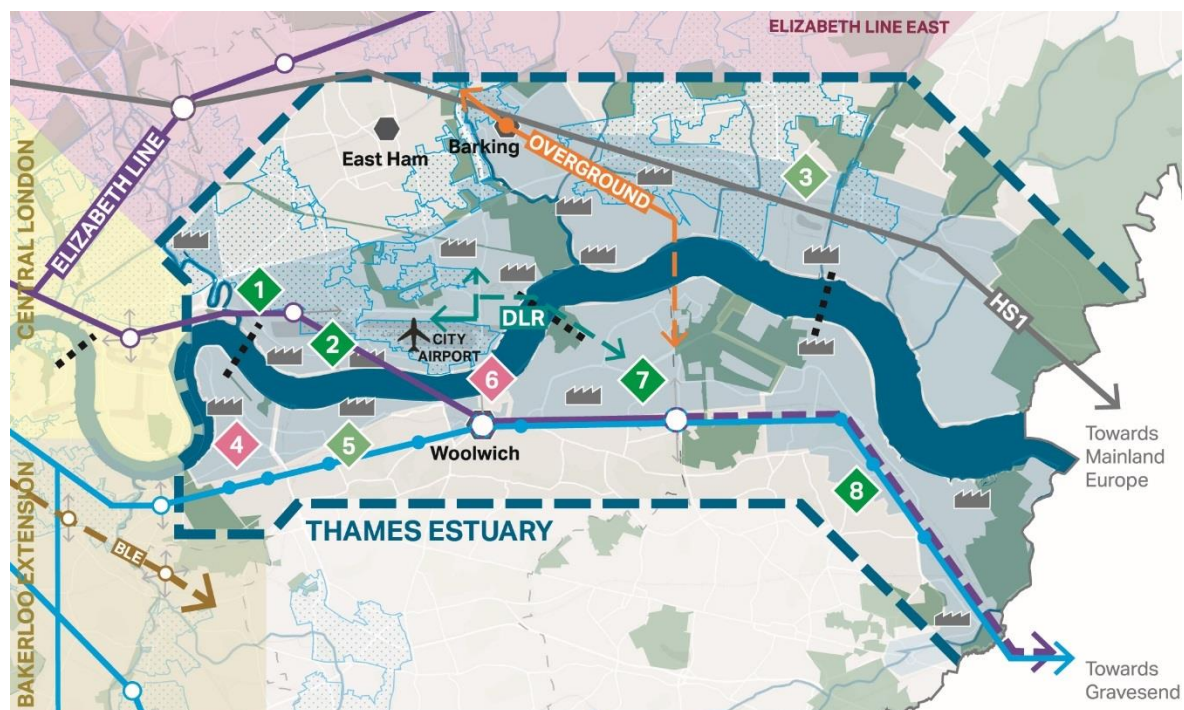 ELIZABETH LINE EAST
CENTRAL LONDON
ELIZABETH LINE
East Ham
Barking
OVERGROUND
3
1
2
CITY
AIRPORT
DLR
HS1
6
7
4
5
Woolwich
8
Towards
Mainland
Europe
BAKERLOO EXTENSION
BLE
THAMES ESTUARY
Towards
Gravesend